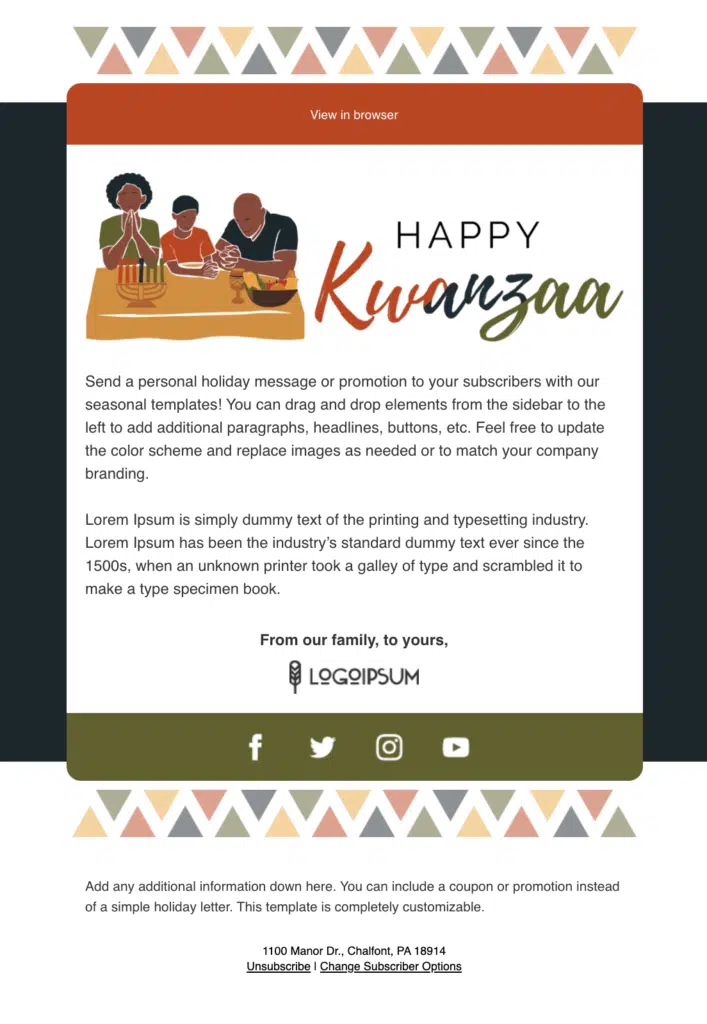 View in browser
HAPPY
Kwanzaa
Send a personal holiday message or promotion to your subscribers with our
seasonal templates! You can drag and drop elements from the sidebar to the
left to add additional paragraphs, headlines, buttons, etc. Feel free to update
the color scheme and replace images as needed or to match your company
branding.
Lorem Ipsum is simply dummy text of the printing and typesetting industry.
Lorem Ipsum has been the industry’s standard dummy text ever since the
1500s, when an unknown printer took a galley of type and scrambled it to
make a type specimen book.
From our family, to yours,
LOGOIPSUM
Add any additional information down here. You can include a coupon or promotion instead
of a simple holiday letter. This template is completely customizable.
1100 Manor Dr., Chalfont, PA 18914
Unsubscribe | Change Subscriber Options